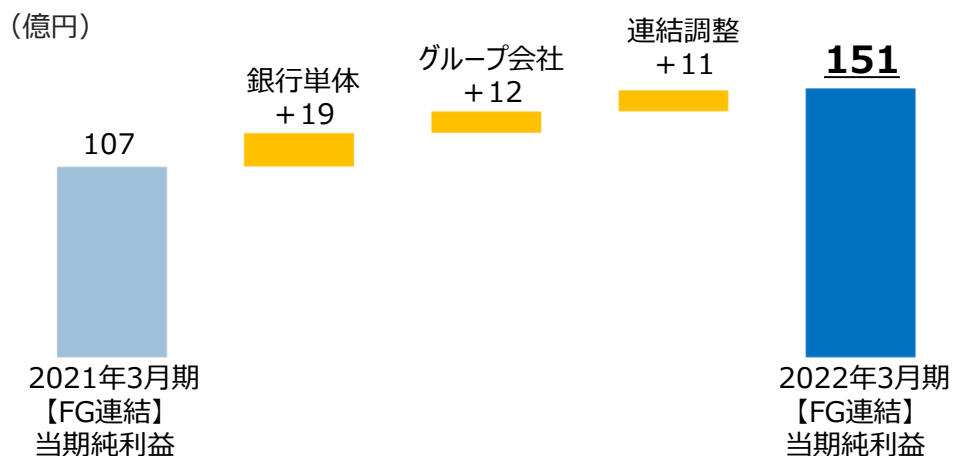 （億円）
107
銀行単体
＋19
グループ会社
＋12
連結調整
＋11
151
2021年3月期
【FG連結】
当期純利益
2022年3月期
【FG連結】
当期純利益